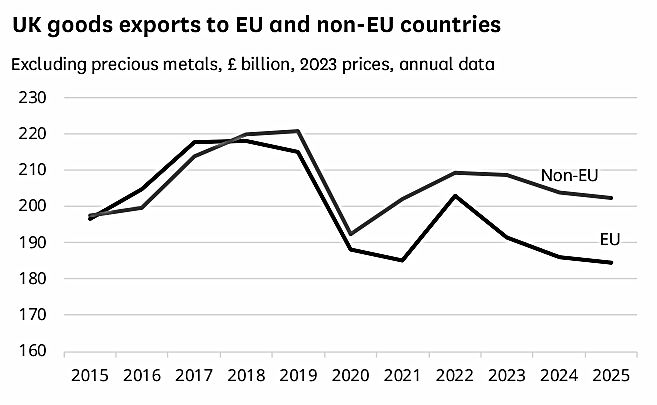 UK goods exports to EU and non-EU countries
Excluding precious metals, £ billion, 2023 prices, annual data
230
220
210
Non-EU
200
EU
190
180
170
160
2015 2016 2017 2018 2019 2020 2021 2022 2023 2024 2025